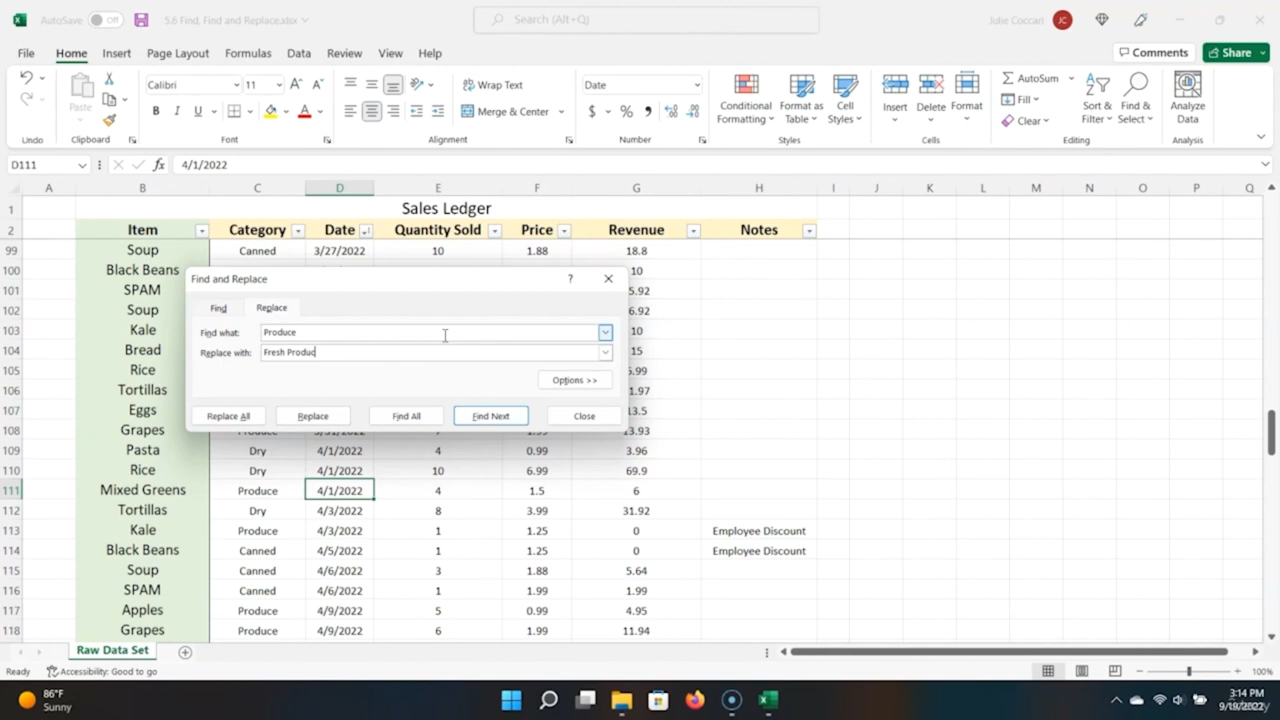 AutoSave Off 5.6 Find, Find and Replace.xlsx Search (Alt+Q) Julie Coccari JC
File Home Insert Page Layout Formulas Data Review View Help Comments Share
Calibri 11 Wrap Text Date AutoSum
Paste B I U Merge & Center $ % Conditional Formatting Format as Table Cell Styles Insert Delete Format Fill Sort & Filter Find & Select Analyze Data
Clear
Undo Clipboard Font Alignment Number Styles Cells Editing Analysis
D111 fx 4/1/2022
A B C D E F G H I J K L M N O P Q
1 Sales Ledger
2 Item Category Date Quantity Sold Price Revenue Notes
99 Soup Canned 3/27/2022 10 1.88 18.8
100 Black Beans 10
Find and Replace ? 
101 SPAM 5.92
Find Replace
102 Soup 6.92
103 Kale 10
Find what: Produce
104 Bread 15
Replace with: Fresh Produc
105 Rice 5.99
Options >>
106 Tortillas 1.97
107 Eggs 13.5
Replace All Replace Find All Find Next Close
108 Grapes 13.93
109 Pasta Dry 4/1/2022 4 0.99 3.96
110 Rice Dry 4/1/2022 10 6.99 69.9
111 Mixed Greens Produce 4/1/2022 4 1.5 6
112 Tortillas Dry 4/3/2022 8 3.99 31.92
113 Kale Produce 4/3/2022 1 1.25 0 Employee Discount
114 Black Beans Canned 4/5/2022 1 1.25 0 Employee Discount
115 Soup Canned 4/6/2022 3 1.88 5.64
116 SPAM Canned 4/6/2022 1 1.99 1.99
117 Apples Produce 4/9/2022 5 0.99 4.95
118 Grapes Produce 4/9/2022 6 1.99 11.94
Raw Data Set
Ready Accessibility: Good to go 100%
86°F 3:14 PM
Sunny 9/19/2022